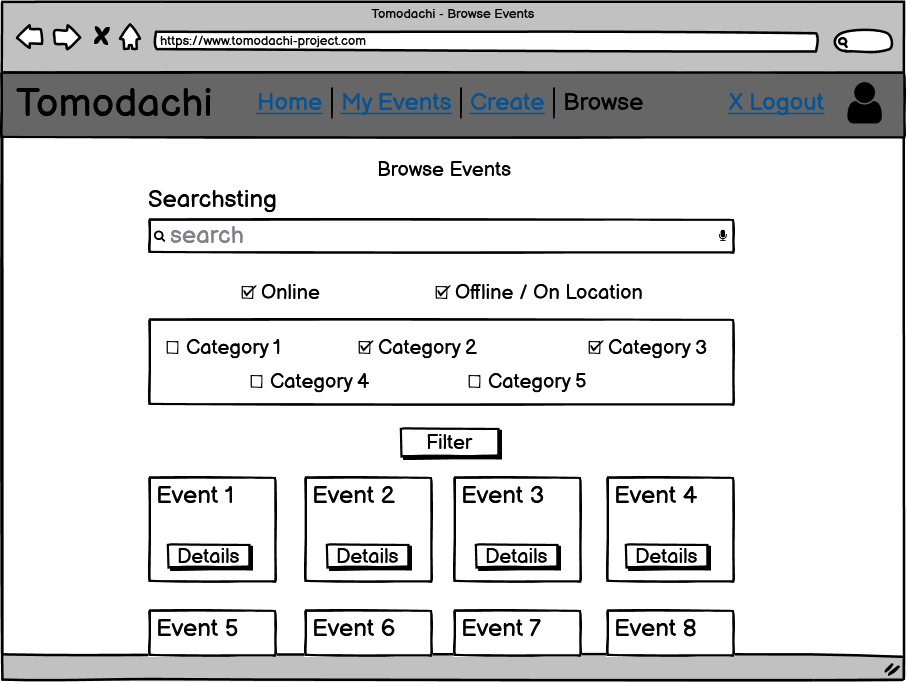 Tomodachi - Browse Events
https://www.tomodachi-project.com
Tomodachi Home My Events Create Browse X Logout
Browse Events
Searchsting
search
Online Offline / On Location
Category 1 Category 2 Category 3
Category 4 Category 5
Filter
Event 1 Event 2 Event 3 Event 4
Details Details Details Details
Event 5 Event 6 Event 7 Event 8